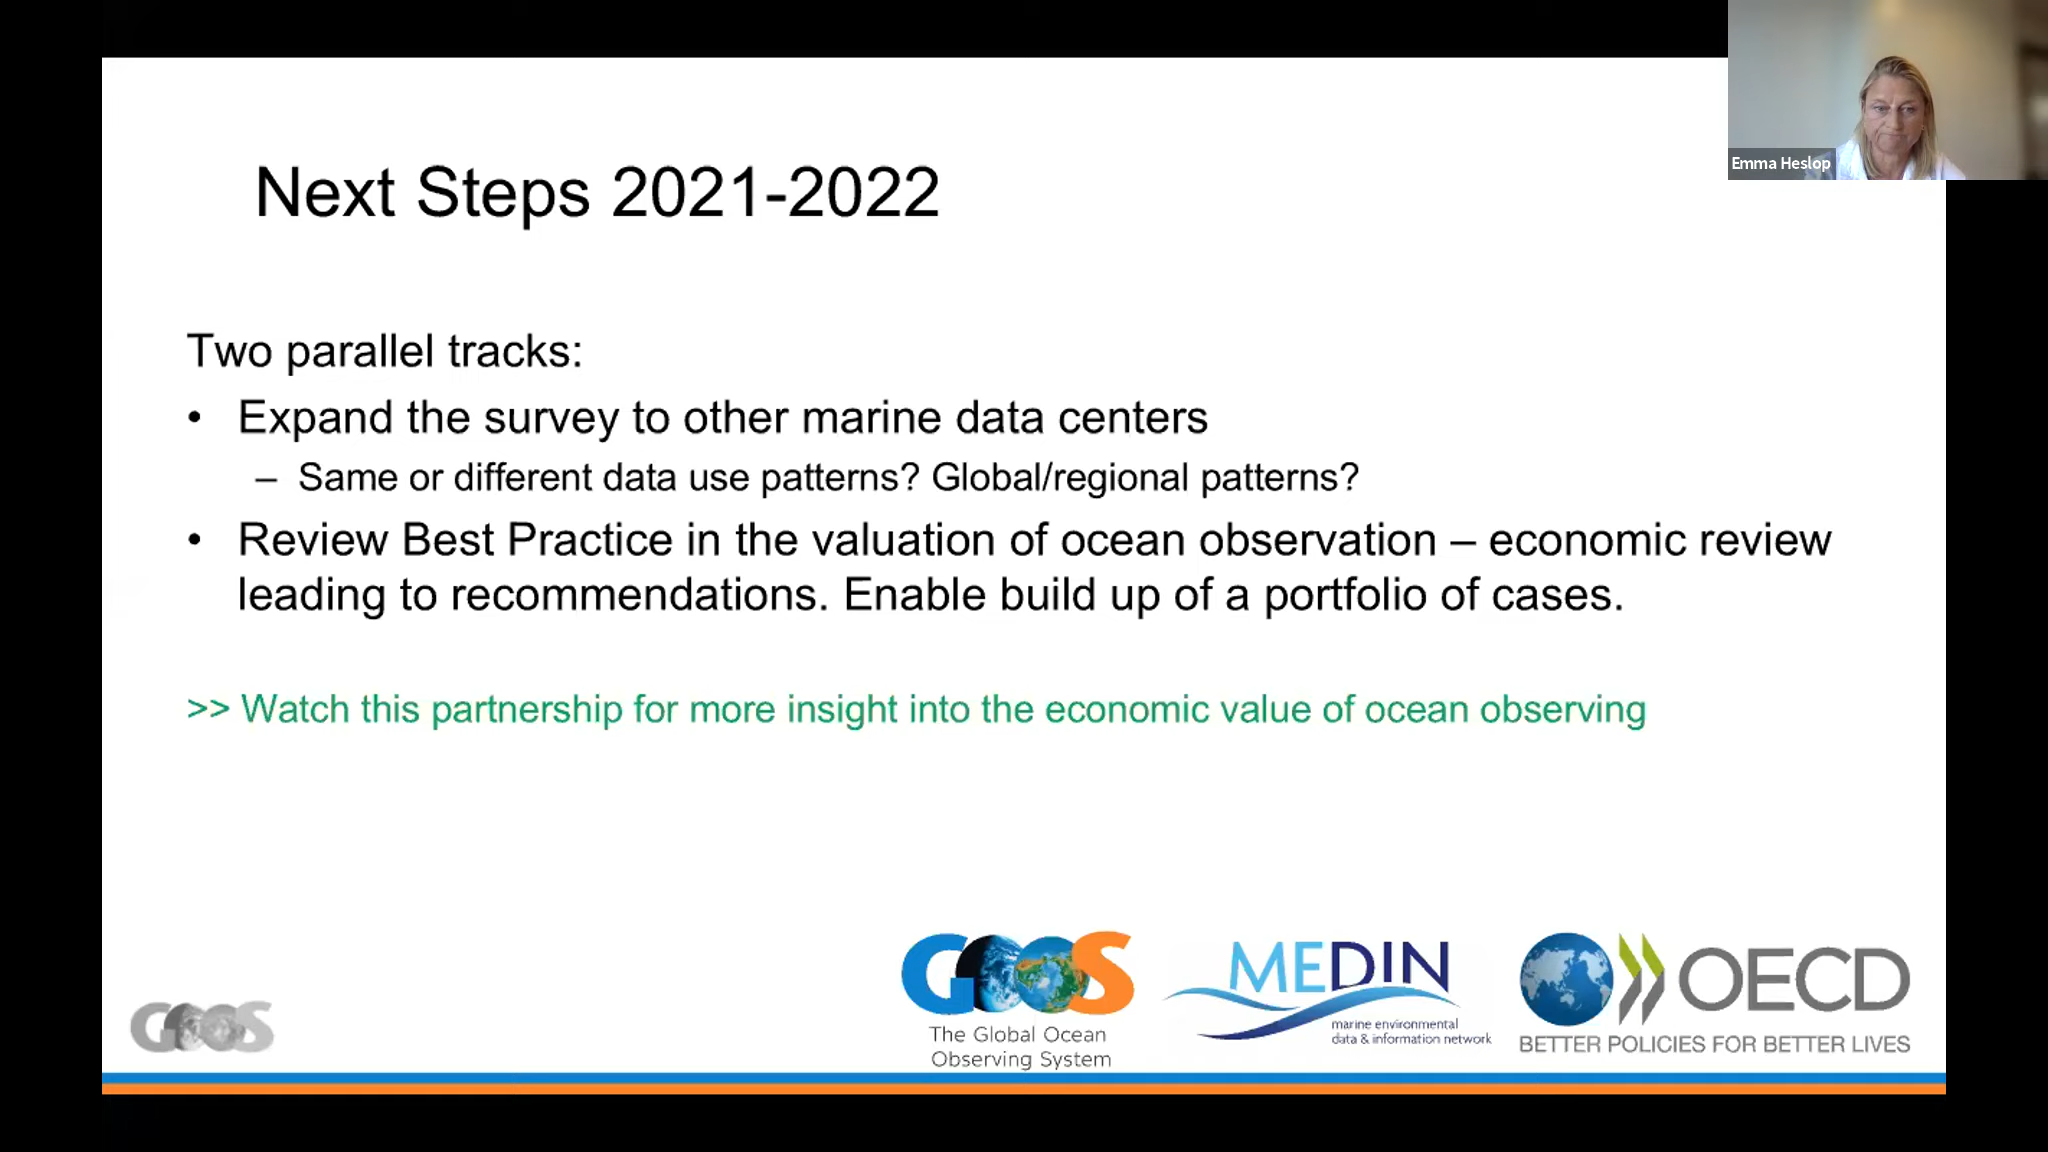 Emma Heslop
Next Steps 2021-2022
Two parallel tracks:
• Expand the survey to other marine data centers
– Same or different data use patterns? Global/regional patterns?
• Review Best Practice in the valuation of ocean observation – economic review
leading to recommendations. Enable build up of a portfolio of cases.
>> Watch this partnership for more insight into the economic value of ocean observing
GOOS
GOOS
The Global Ocean
Observing System
MEDIN
marine environmental
data & information network
OECD
BETTER POLICIES FOR BETTER LIVES